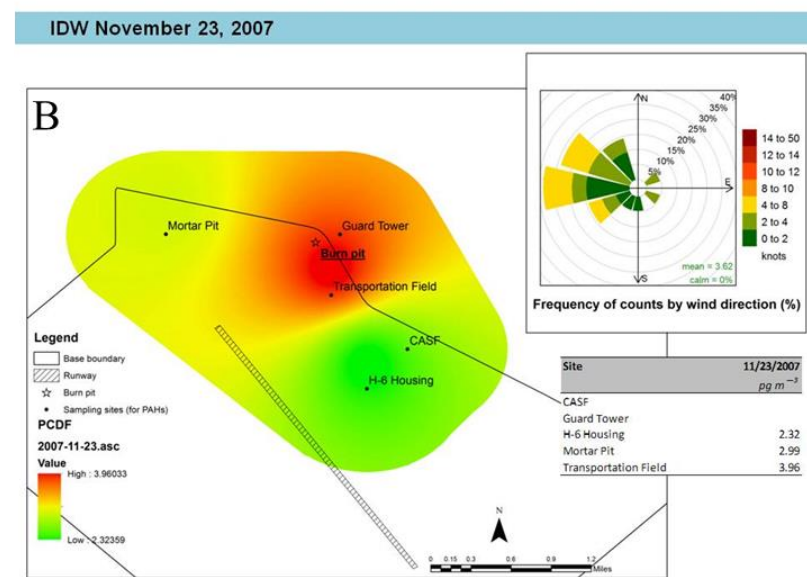 IDW November 23, 2007
B
Mortar Pit
Guard Tower
Burn pit
Transportation Field
CASF
H-6 Housing
Legend
Base boundary
Runway
Burn pit
Sampling sites (for PAHs)
PCDF
2007-11-23.asc
Value
High : 3.96033
Low : 2.32359
N
0 0.15 0.3 0.6 0.9 1.2
Miles
N
E
S
5%
10%
15%
20%
25%
30%
35%
40%
14 to 50
12 to 14
10 to 12
8 to 10
4 to 8
2 to 4
0 to 2
knots
mean = 3.62
calm = 0%
Frequency of counts by wind direction (%)
Site 11/23/2007
pg m⁻³
CASF
Guard Tower
H-6 Housing 2.32
Mortar Pit 2.99
Transportation Field 3.96